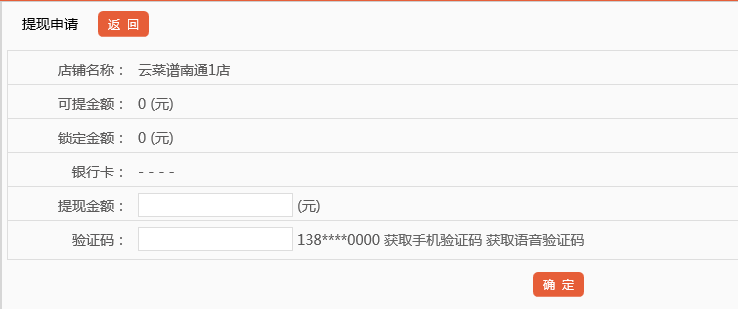 提现申请 返 回
店铺名称： 云菜谱南通1店
可提金额： 0 (元)
锁定金额： 0 (元)
银行卡： - - - -
提现金额： (元)
验证码： 138****0000 获取手机验证码 获取语音验证码
确 定